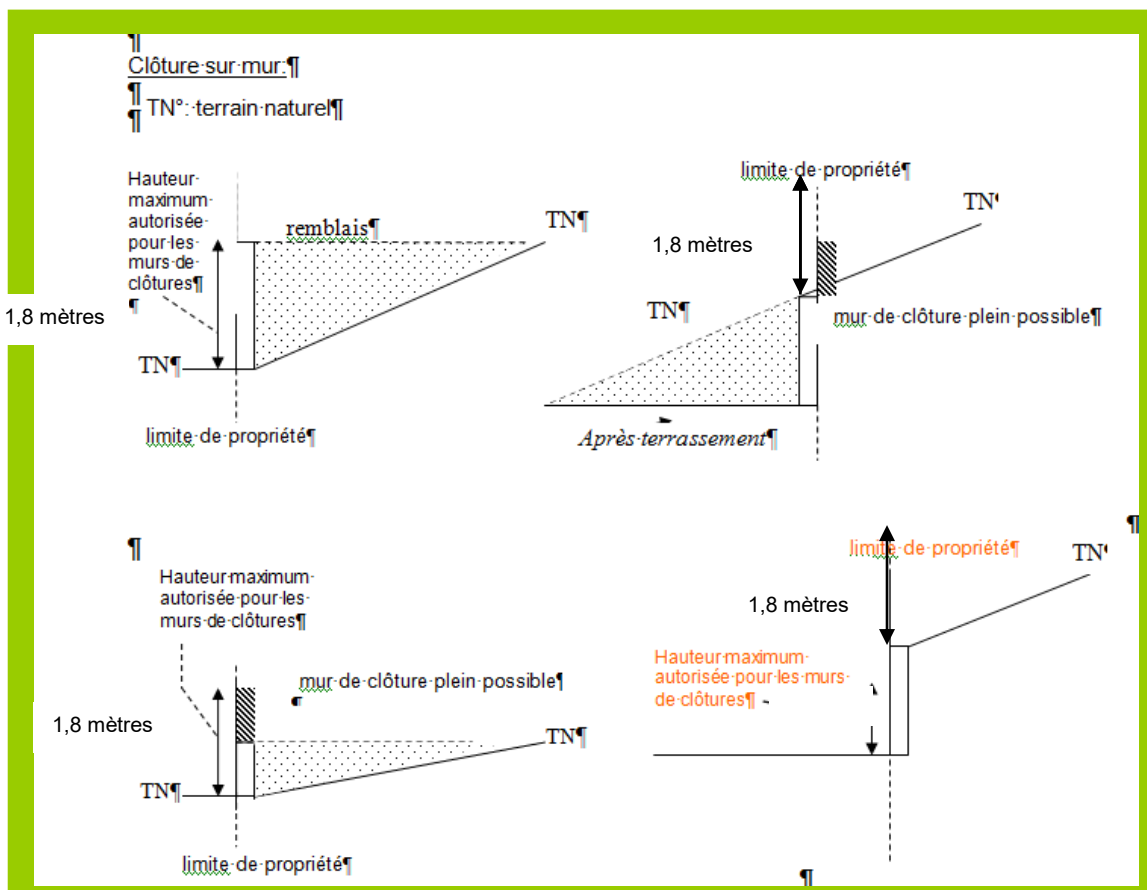 ¶
Clôture·sur·mur:¶
¶
¶ TN°:·terrain·naturel¶
Hauteur·
maximum·
autorisée·
pour·les·
murs·de·
clôtures¶
¶
1,8 mètres
remblais¶
TN¶
TN¶
limite·de·propriété¶
limite·de·propriété¶
TN¶
1,8 mètres
TN¶
mur·de·clôture·plein·possible¶
Après·terrassement¶
¶
Hauteur·maximum·
autorisée·pour·les·
murs·de·clôtures¶
mur·de·clôture·plein·possible¶
¶
1,8 mètres
TN¶
TN¶
limite·de·propriété¶
¶
limite·de·propriété¶
TN¶
1,8 mètres
Hauteur·maximum·
autorisée·pour·les·murs·
de·clôtures¶
¶